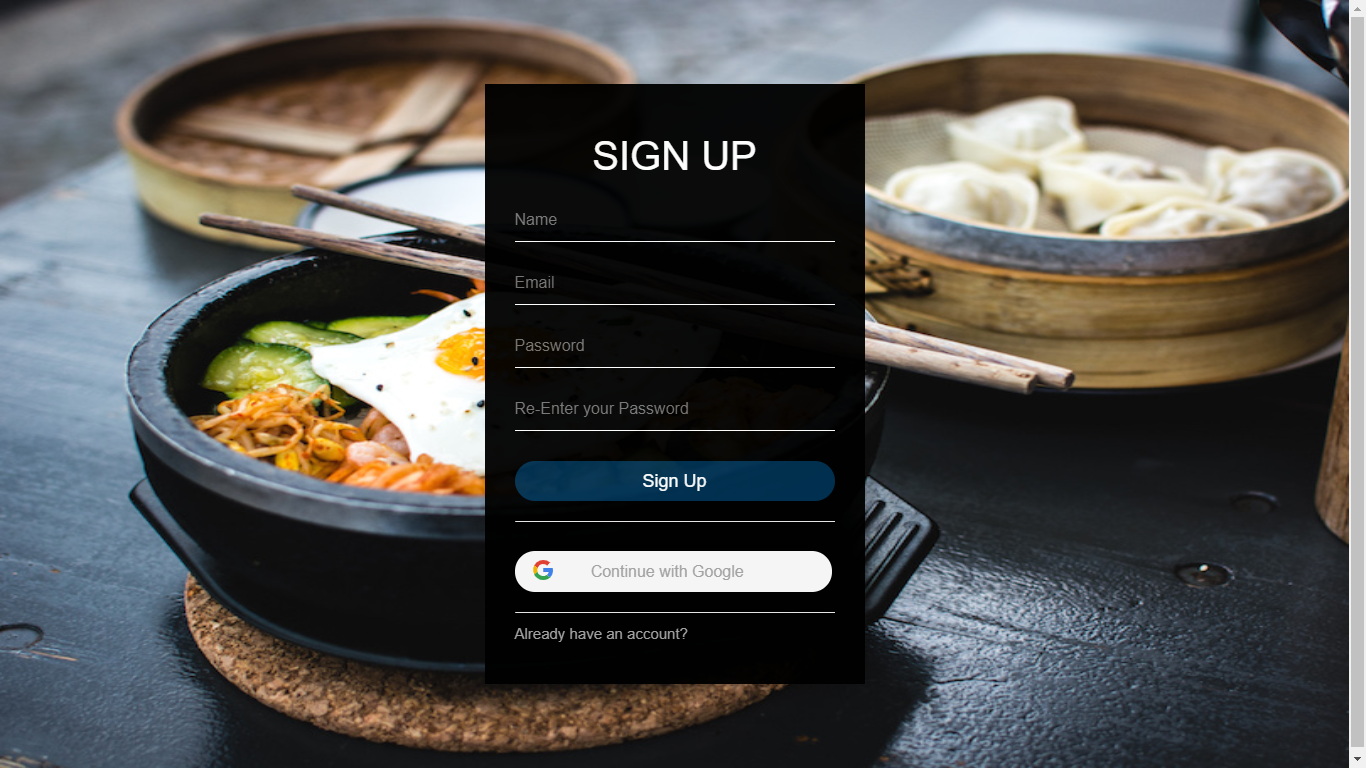 SIGN UP
Name
Email
Password
Re-Enter your Password
Sign Up
Continue with Google
Already have an account?